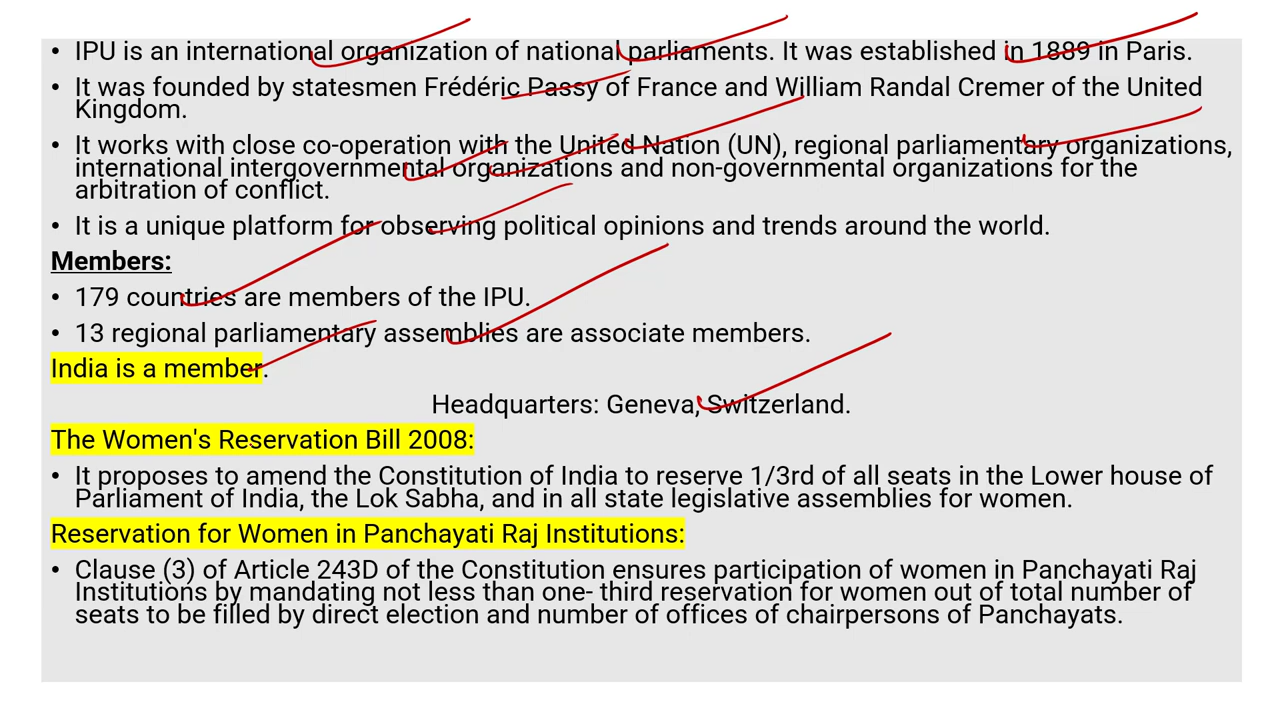 • IPU is an international organization of national parliaments. It was established in 1889 in Paris.
• It was founded by statesmen Frédéric Passy of France and William Randal Cremer of the United
Kingdom.
• It works with close co-operation with the United Nation (UN), regional parliamentary organizations,
international intergovernmental organizations and non-governmental organizations for the
arbitration of conflict.
• It is a unique platform for observing political opinions and trends around the world.
Members:
• 179 countries are members of the IPU.
• 13 regional parliamentary assemblies are associate members.
India is a member.
Headquarters: Geneva, Switzerland.
The Women's Reservation Bill 2008:
• It proposes to amend the Constitution of India to reserve 1/3rd of all seats in the Lower house of
Parliament of India, the Lok Sabha, and in all state legislative assemblies for women.
Reservation for Women in Panchayati Raj Institutions:
• Clause (3) of Article 243D of the Constitution ensures participation of women in Panchayati Raj
Institutions by mandating not less than one- third reservation for women out of total number of
seats to be filled by direct election and number of offices of chairpersons of Panchayats.